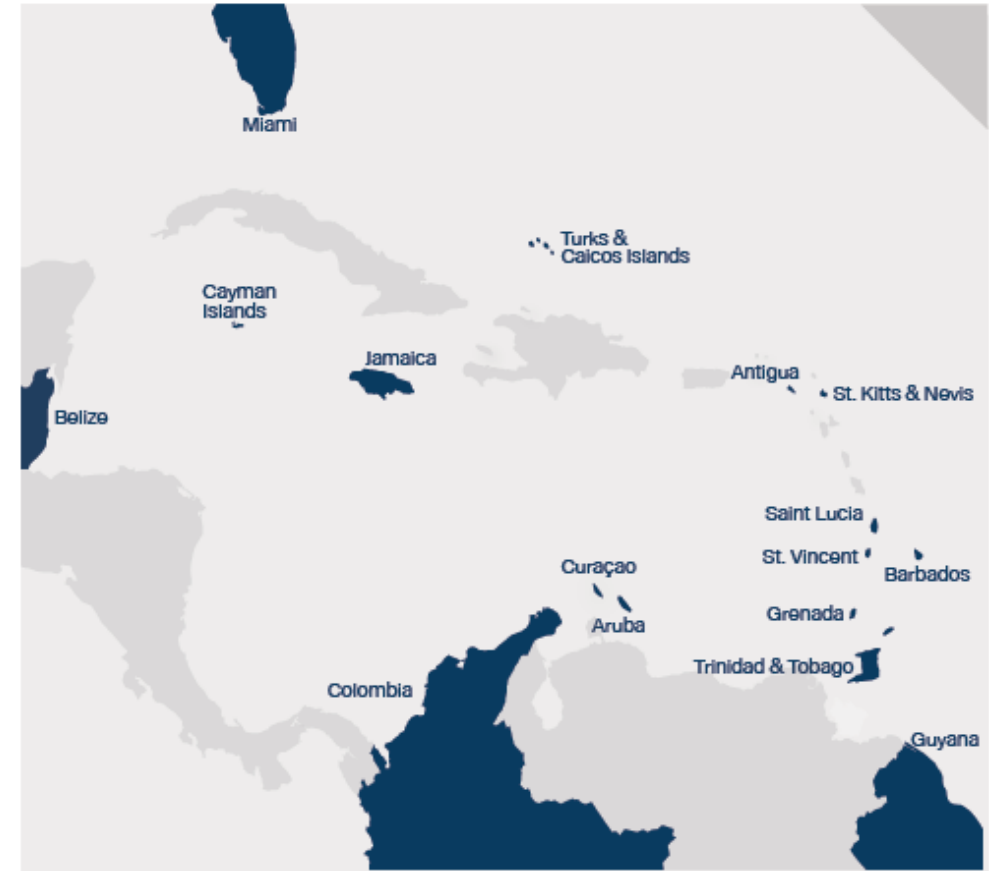 Miami
Turks &
Caicos Islands
Cayman
Islands
Jamaica
Antigua
St. Kitts & Nevis
Belize
Saint Lucia
St. Vincent
Curaçao
Barbados
Grenada
Aruba
Trinidad & Tobago
Colombia
Guyana